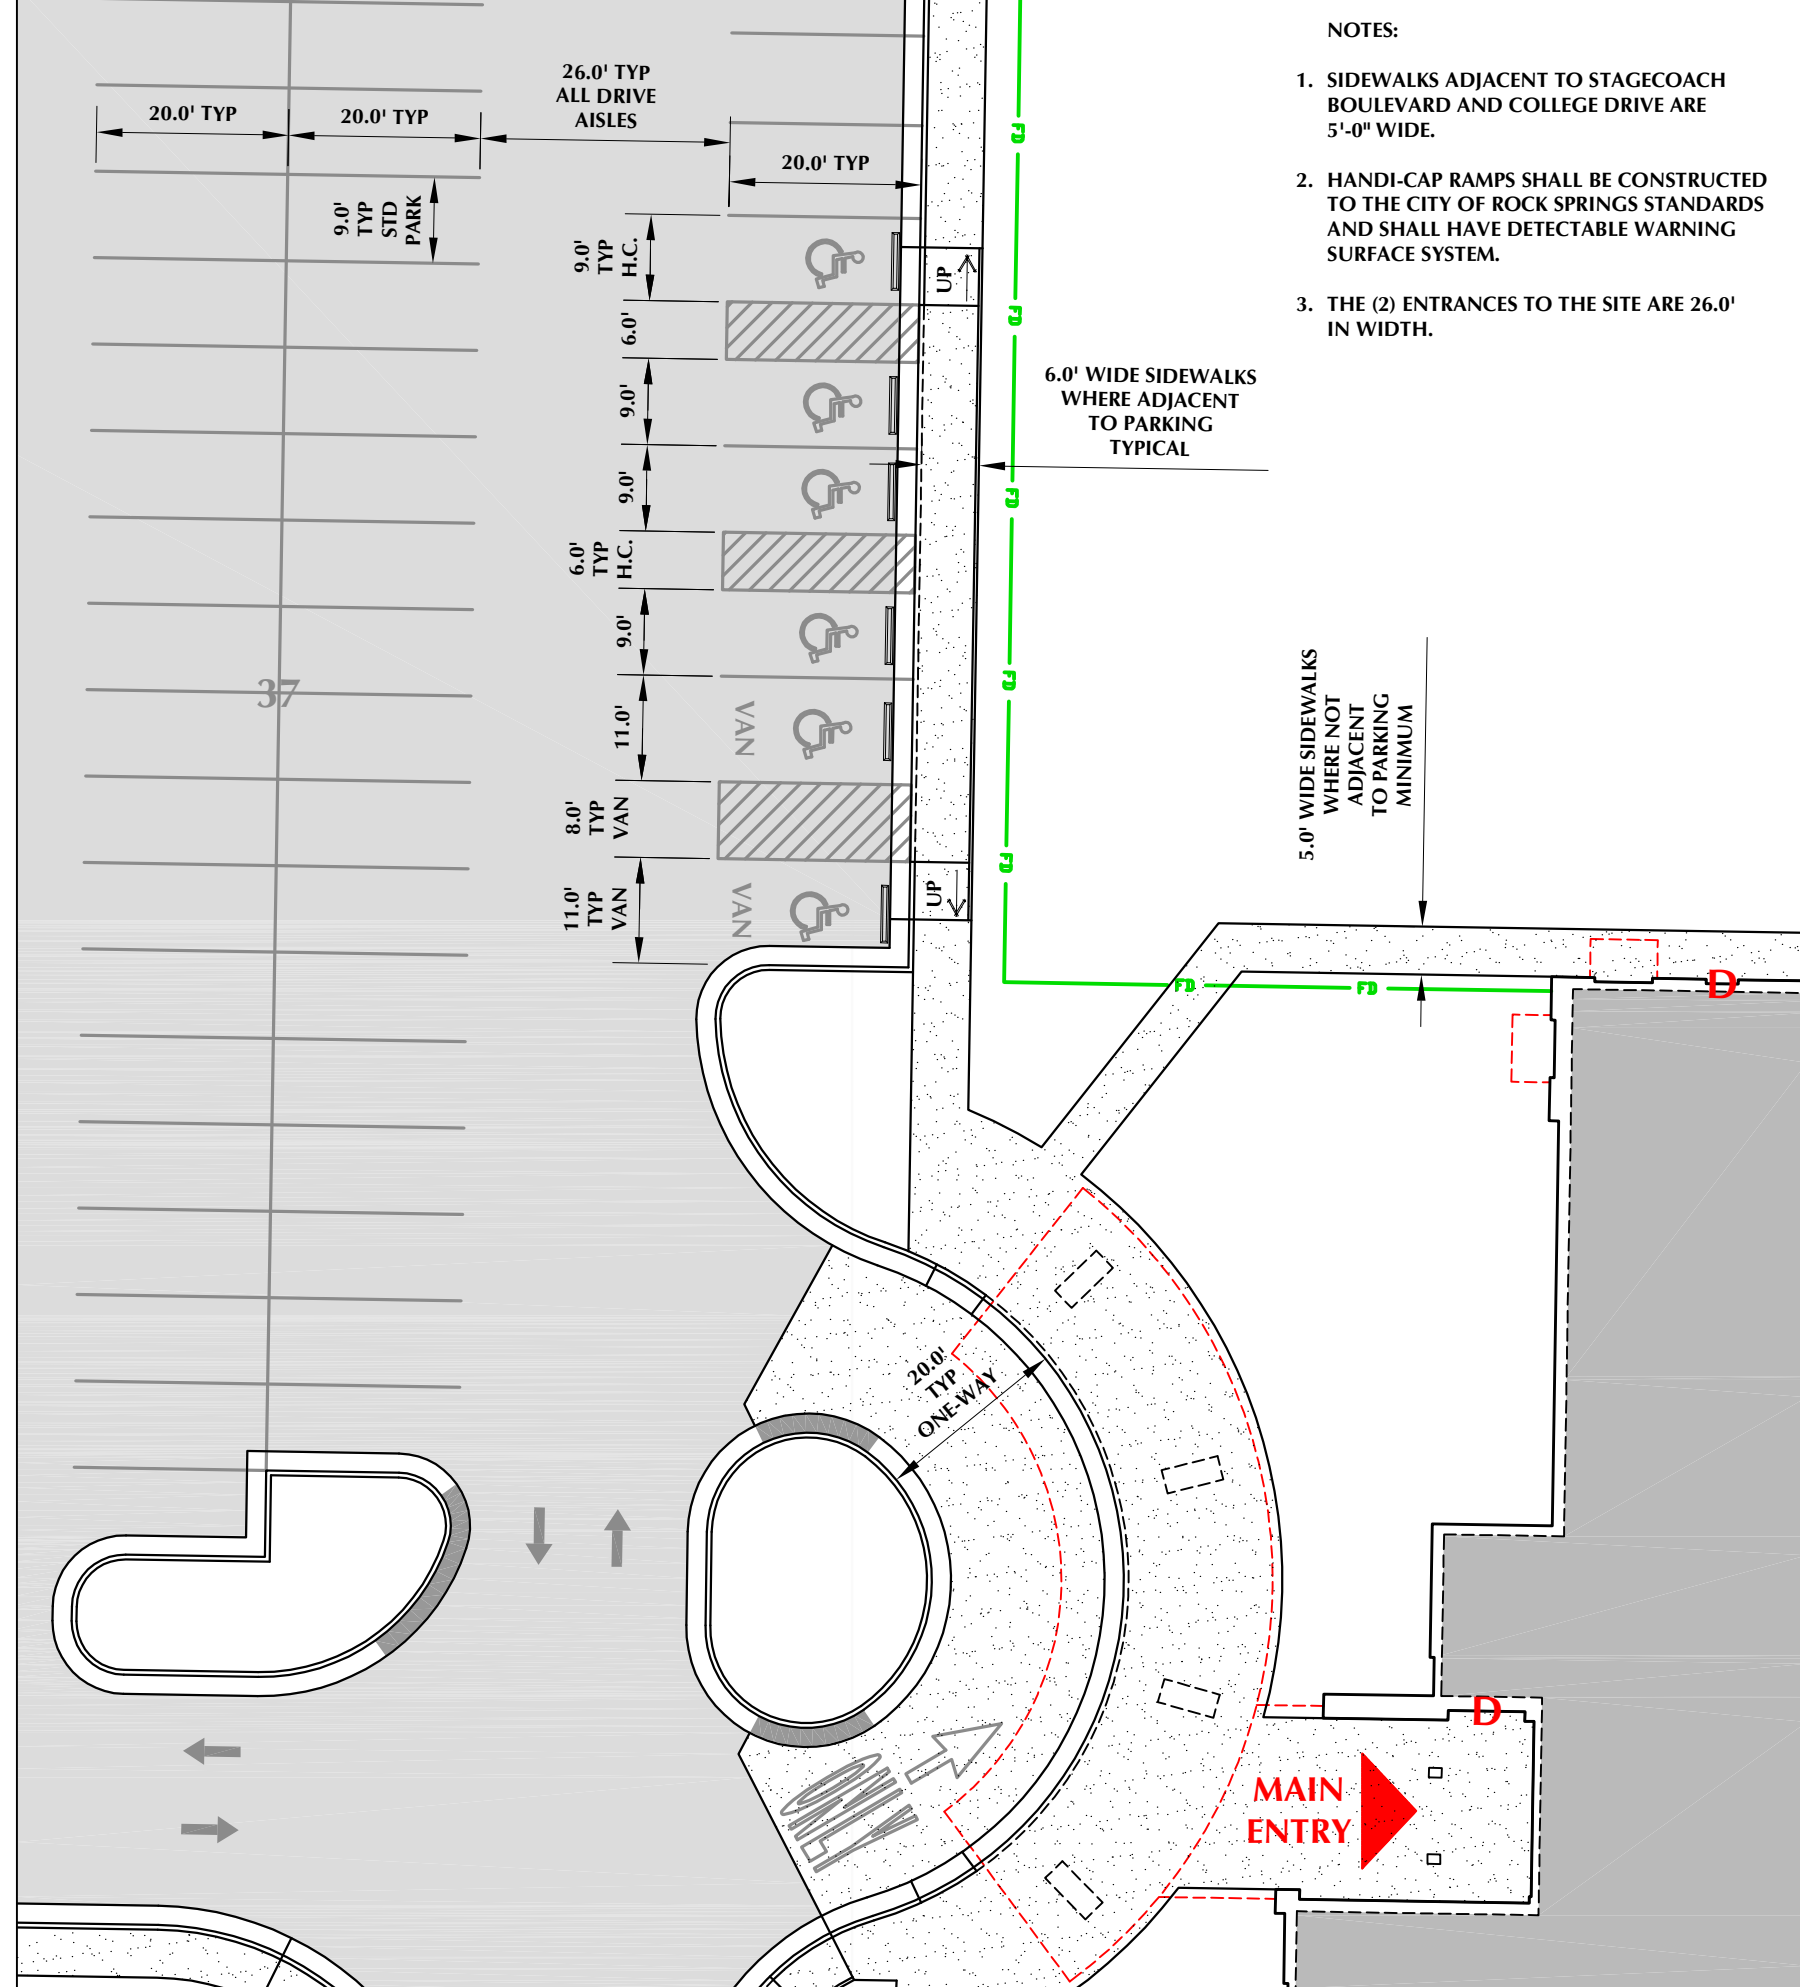 NOTES:
1. SIDEWALKS ADJACENT TO STAGECOACH
BOULEVARD AND COLLEGE DRIVE ARE
5'-0" WIDE.
2. HANDI-CAP RAMPS SHALL BE CONSTRUCTED
TO THE CITY OF ROCK SPRINGS STANDARDS
AND SHALL HAVE DETECTABLE WARNING
SURFACE SYSTEM.
3. THE (2) ENTRANCES TO THE SITE ARE 26.0'
IN WIDTH.
26.0' TYP
ALL DRIVE
AISLES
20.0' TYP
20.0' TYP
20.0' TYP
9.0'
TYP
STD
PARK
9.0'
TYP
H.C.
6.0'
9.0'
9.0'
6.0'
TYP
H.C.
9.0'
11.0'
8.0'
TYP
VAN
11.0'
TYP
VAN
VAN
VAN
UP
UP
FD
FD
FD
FD
FD
FD
FD
6.0' WIDE SIDEWALKS
WHERE ADJACENT
TO PARKING
TYPICAL
5.0' WIDE SIDEWALKS
WHERE NOT
ADJACENT
TO PARKING
MINIMUM
37
D
20.0'
TYP
ONE-WAY
D
MAIN
ENTRY
ONLY